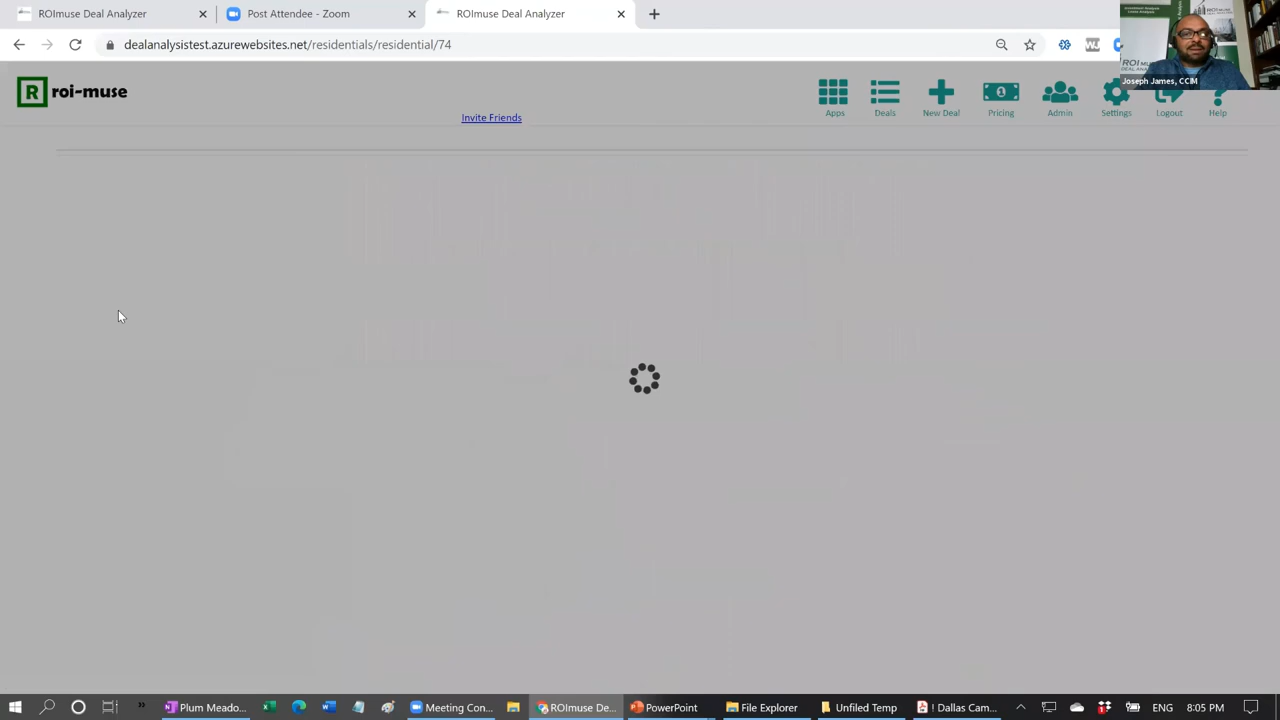 ROImuse Deal Analyzer
Post Attendee - Zoom
ROImuse Deal Analyzer
dealanalysistest.azurewebsites.net/residentials/residential/74
WJ
Joseph James, CCIM
R roi-muse
Invite Friends
Apps
Deals
New Deal
Pricing
Admin
Settings
Logout
Help
Plum Meado...
Meeting Con...
ROImuse De...
PowerPoint
File Explorer
Unfiled Temp
! Dallas Cam...
ENG
8:05 PM